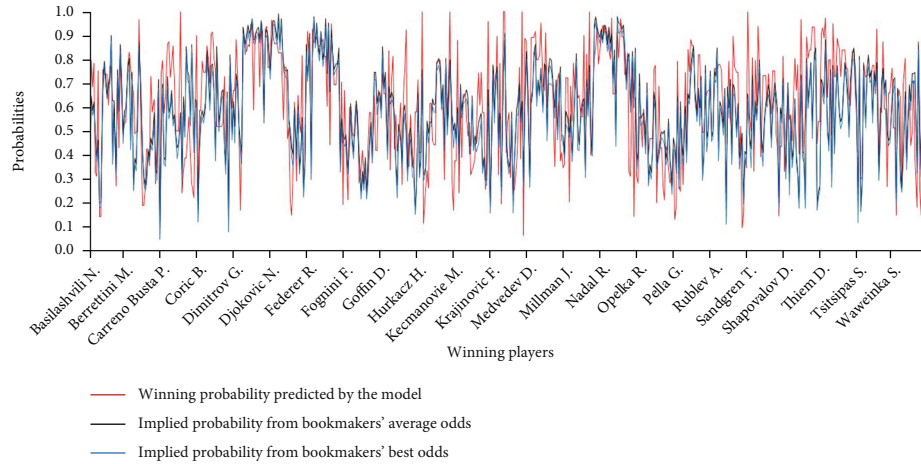 Probabilities
1.0
0.9
0.8
0.7
0.6
0.5
0.4
0.3
0.2
0.1
0.0
Basilashvili N.
Berrettini M.
Carreno Busta P.
Coric B.
Dimitrov G.
Djokovic N.
Federer R.
Fognini F.
Goffin D.
Hurkacz H.
Kecmanovic M.
Krajinovic F.
Medvedev D.
Millman J.
Nadal R.
Opelka R.
Pella G.
Rublev A.
Sandgren T.
Shapovalov D.
Thiem D.
Tsitsipas S.
Waweinka S.
Winning players
Winning probability predicted by the model
Implied probability from bookmakers' average odds
Implied probability from bookmakers' best odds